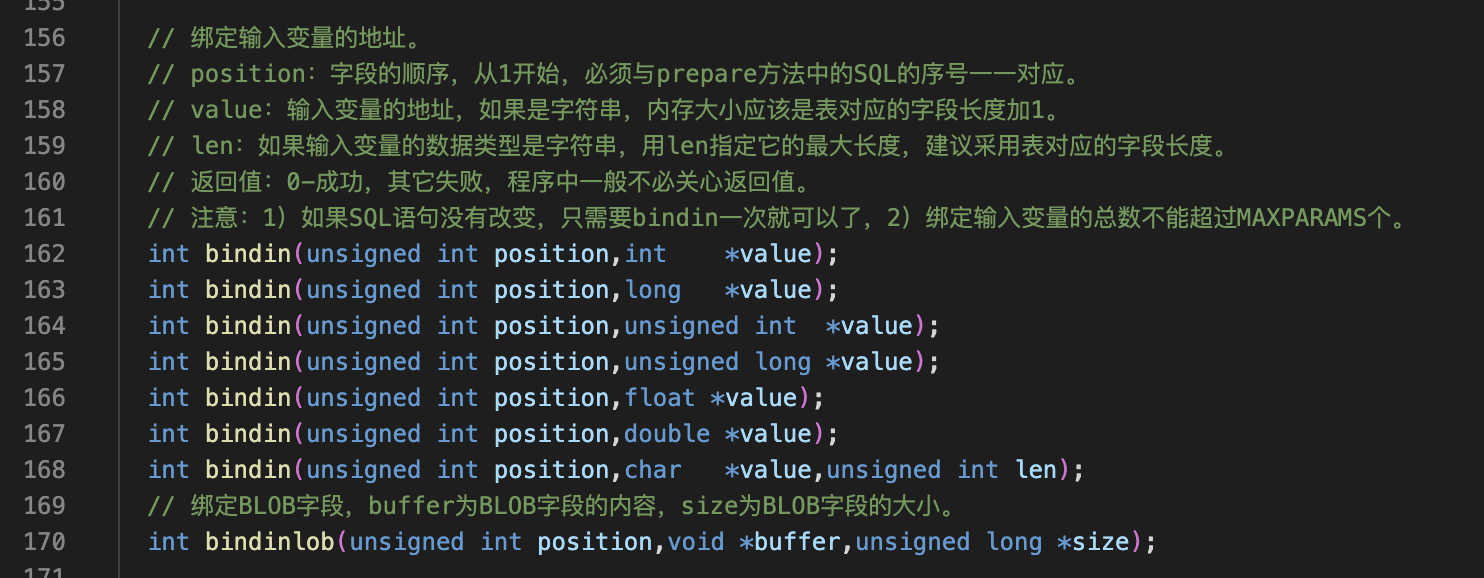 155
156 // 绑定输入变量的地址。
157 // position：字段的顺序，从1开始，必须与prepare方法中的SQL的序号一一对应。
158 // value：输入变量的地址，如果是字符串，内存大小应该是表对应的字段长度加1。
159 // len：如果输入变量的数据类型是字符串，用len指定它的最大长度，建议采用表对应的字段长度。
160 // 返回值：0-成功，其它失败，程序中一般不必关心返回值。
161 // 注意：1）如果SQL语句没有改变，只需要bindin一次就可以了，2）绑定输入变量的总数不能超过MAXPARAMS个。
162 int bindin(unsigned int position,int    *value);
163 int bindin(unsigned int position,long   *value);
164 int bindin(unsigned int position,unsigned int  *value);
165 int bindin(unsigned int position,unsigned long *value);
166 int bindin(unsigned int position,float *value);
167 int bindin(unsigned int position,double *value);
168 int bindin(unsigned int position,char   *value,unsigned int len);
169 // 绑定BLOB字段，buffer为BLOB字段的内容，size为BLOB字段的大小。
170 int bindinlob(unsigned int position,void *buffer,unsigned long *size);
171